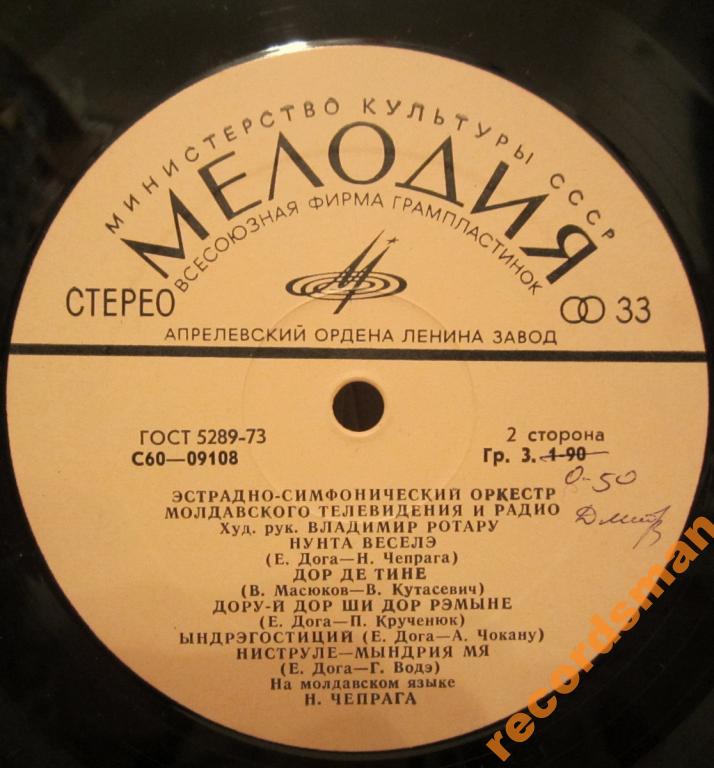 МИНИСТЕРСТВО КУЛЬТУРЫ СССР
МЕЛОДИЯ
ВСЕСОЮЗНАЯ ФИРМА ГРАМПЛАСТИНОК
СТЕРЕО
33
АПРЕЛЕВСКИЙ ОРДЕНА ЛЕНИНА ЗАВОД
ГОСТ 5289-73
2 сторона
С60—09108
Гр. 3. 1-90
0-50
ЭСТРАДНО-СИМФОНИЧЕСКИЙ ОРКЕСТР
МОЛДАВСКОГО ТЕЛЕВИДЕНИЯ И РАДИО
Худ. рук. ВЛАДИМИР РОТАРУ
НУНТА ВЕСЕЛЭ
(Е. Дога—Н. Чепрага)
ДОР ДЕ ТИНЕ
(В. Масюков—В. Кутасевич)
ДОРУ-Й ДОР ШИ ДОР РЭМЫНЕ
(Е. Дога—П. Крученюк)
ЫНДРЭГОСТИЦИЙ (Е. Дога—А. Чокану)
НИСТРУЛЕ—МЫНДРИЯ МЯ
(Е. Дога—Г. Водэ)
На молдавском языке
Н. ЧЕПРАГА
recordsman